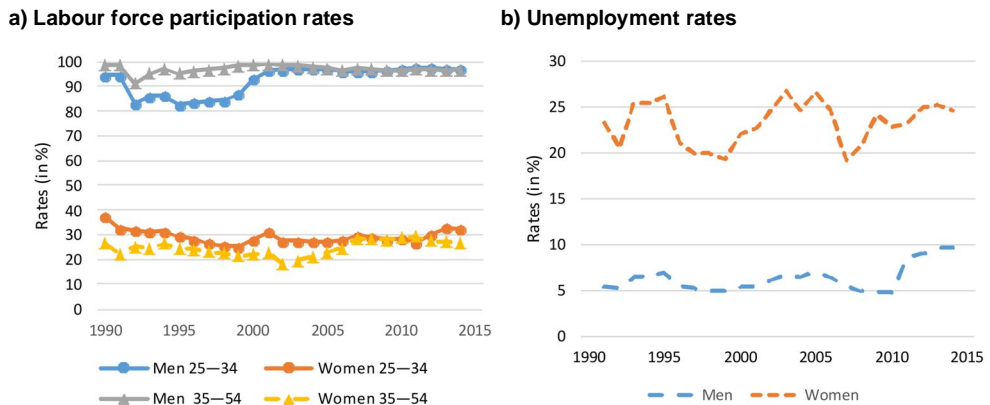 a) Labour force participation rates
100
90
80
70
60
50
40
30
20
10
0
Rates (in %)
1990 1995 2000 2005 2010 2015
Men 25—34 Women 25—34
Men 35—54 Women 35—54
b) Unemployment rates
30
25
20
15
10
5
0
Rates (in %)
1990 1995 2000 2005 2010 2015
Men Women